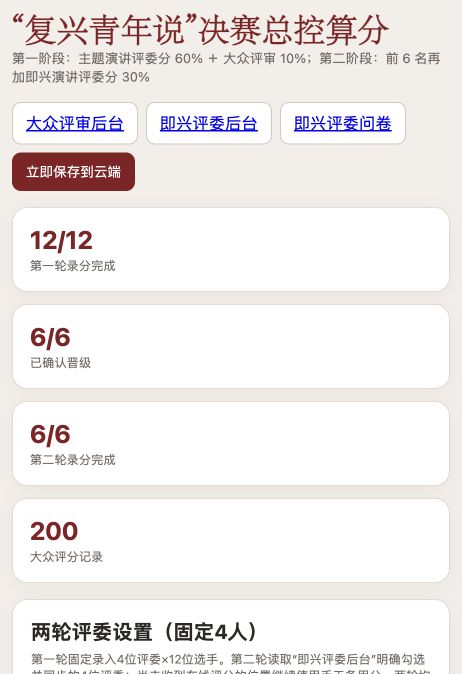 “复兴青年说”决赛总控算分
第一阶段：主题演讲评委分 60% ＋ 大众评审 10%；第二阶段：前 6 名再
加即兴演讲评委分 30%
大众评审后台
即兴评委后台
即兴评委问卷
立即保存到云端
12/12
第一轮录分完成
6/6
已确认晋级
6/6
第二轮录分完成
200
大众评分记录
两轮评委设置（固定4人）
第一轮固定录入4位评委×12位选手。第二轮读取“即兴评委后台”明确勾选